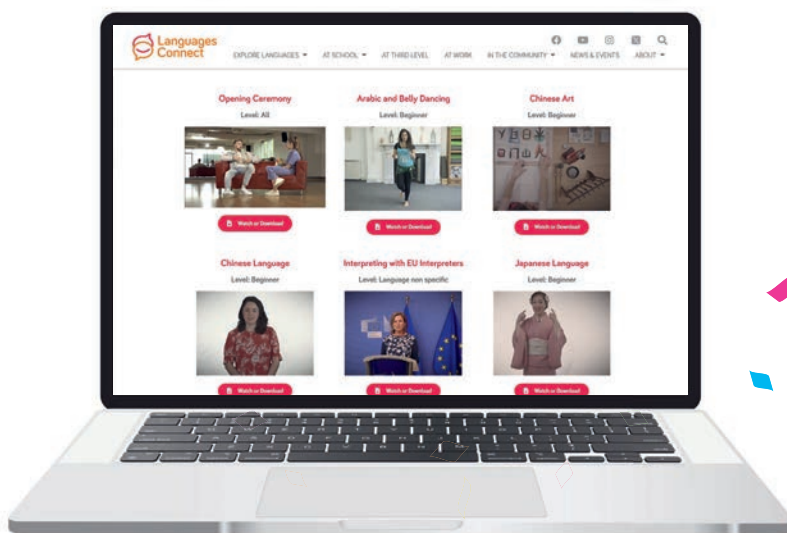 Languages
Connect
EXPLORE LANGUAGES
AT SCHOOL
AT THIRD LEVEL
AT WORK
IN THE COMMUNITY
NEWS & EVENTS
ABOUT
Opening Ceremony
Arabic and Belly Dancing
Chinese Art
Level: All
Level: Beginner
Level: Beginner
Watch or Download
Watch or Download
Watch or Download
Chinese Language
Interpreting with EU Interpreters
Japanese Language
Level: Beginner
Level: Language non specific
Level: Beginner
Watch or Download
Watch or Download
Watch or Download